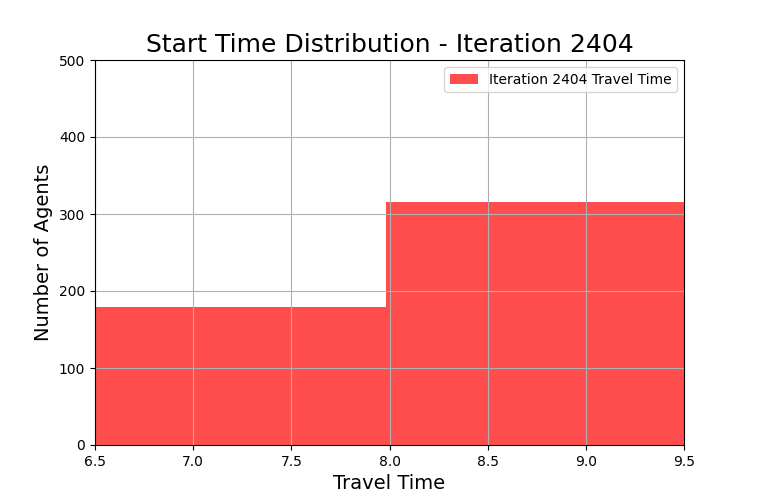 Start Time Distribution - Iteration 2404
Iteration 2404 Travel Time
Number of Agents
500
400
300
200
100
0
6.5 7.0 7.5 8.0 8.5 9.0 9.5
Travel Time